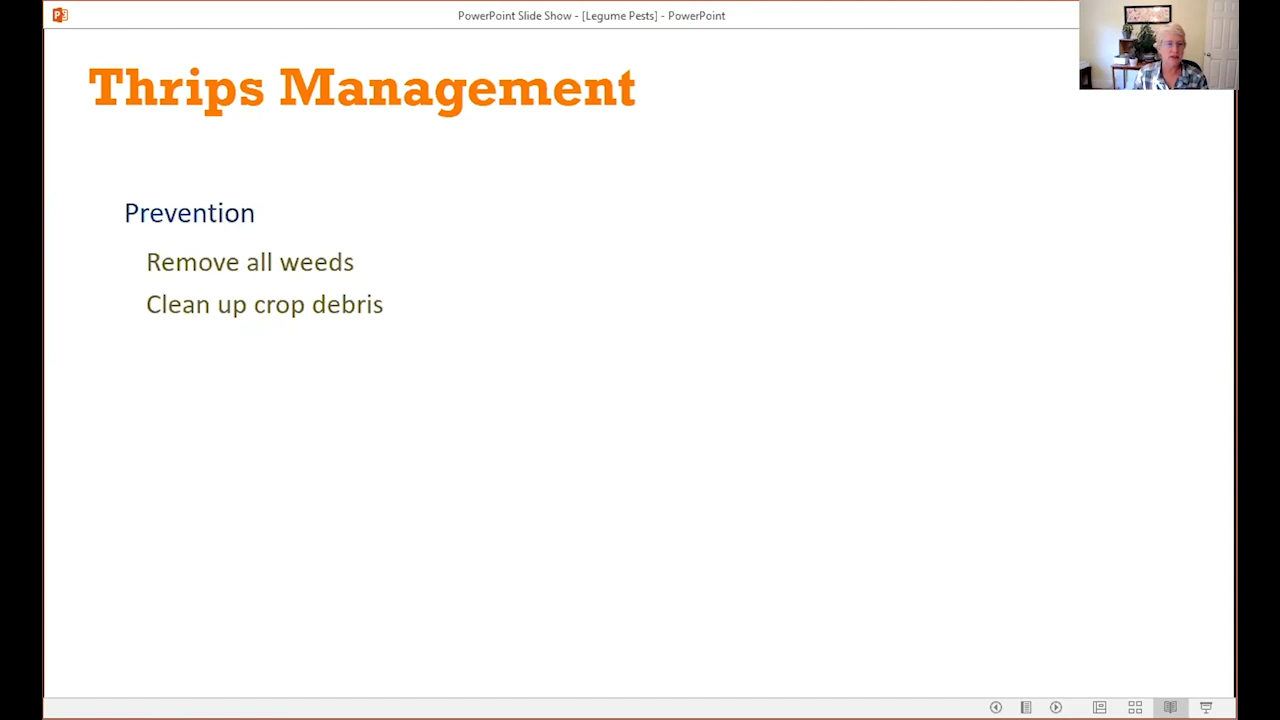 PowerPoint Slide Show - [Legume Pests] - PowerPoint
Thrips Management
Prevention
Remove all weeds
Clean up crop debris